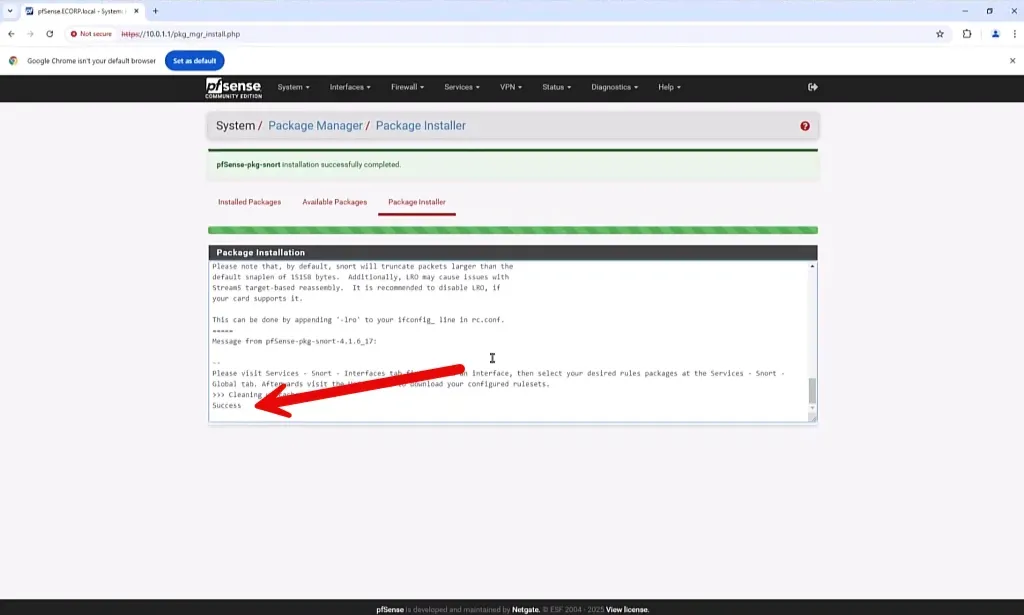 pfSense.ECORP.local - System:
Not secure https://10.0.1.1/pkg_mgr_install.php
Google Chrome isn't your default browser Set as default
pfsense
COMMUNITY EDITION
System Interfaces Firewall Services VPN Status Diagnostics Help
System / Package Manager / Package Installer
pfSense-pkg-snort installation successfully completed.
Installed Packages Available Packages Package Installer
Package Installation
Please note that, by default, snort will truncate packets larger than the
default snaplen of 15158 bytes. Additionally, LRO may cause issues with
Stream5 target-based reassembly. It is recommended to disable LRO, if
your card supports it.
This can be done by appending '-lro' to your ifconfig_ line in rc.conf.
=====
Message from pfSense-pkg-snort-4.1.6_17:
--
Please visit Services - Snort - Interfaces tab an interface, then select your desired rules packages at the Services - Snort -
Global tab. Afterwards visit the download your configured rulesets.
>>> Cleaning
Success
pfSense is developed and maintained by Netgate. © ESF 2004 - 2025 View license.